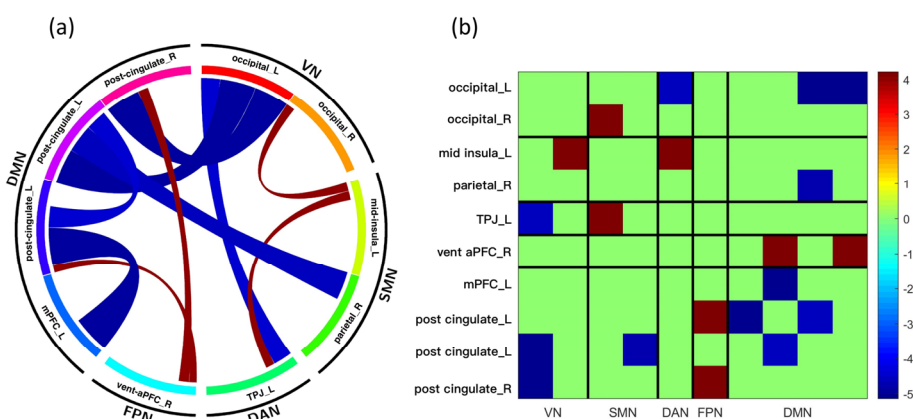 (a)
post-cingulate_R
occipital_L
VN
occipital_R
post-cingulate_L
DMN
post-cingulate_L
mid-insula_L
SMN
parietal_R
mPFC_L
vent-aPFC_R
FPN
TPJ_L
DAN
(b)
occipital_L
occipital_R
mid insula_L
parietal_R
TPJ_L
vent aPFC_R
mPFC_L
post cingulate_L
post cingulate_L
post cingulate_R
VN SMN DAN FPN DMN
4
3
2
1
0
-1
-2
-3
-4
-5